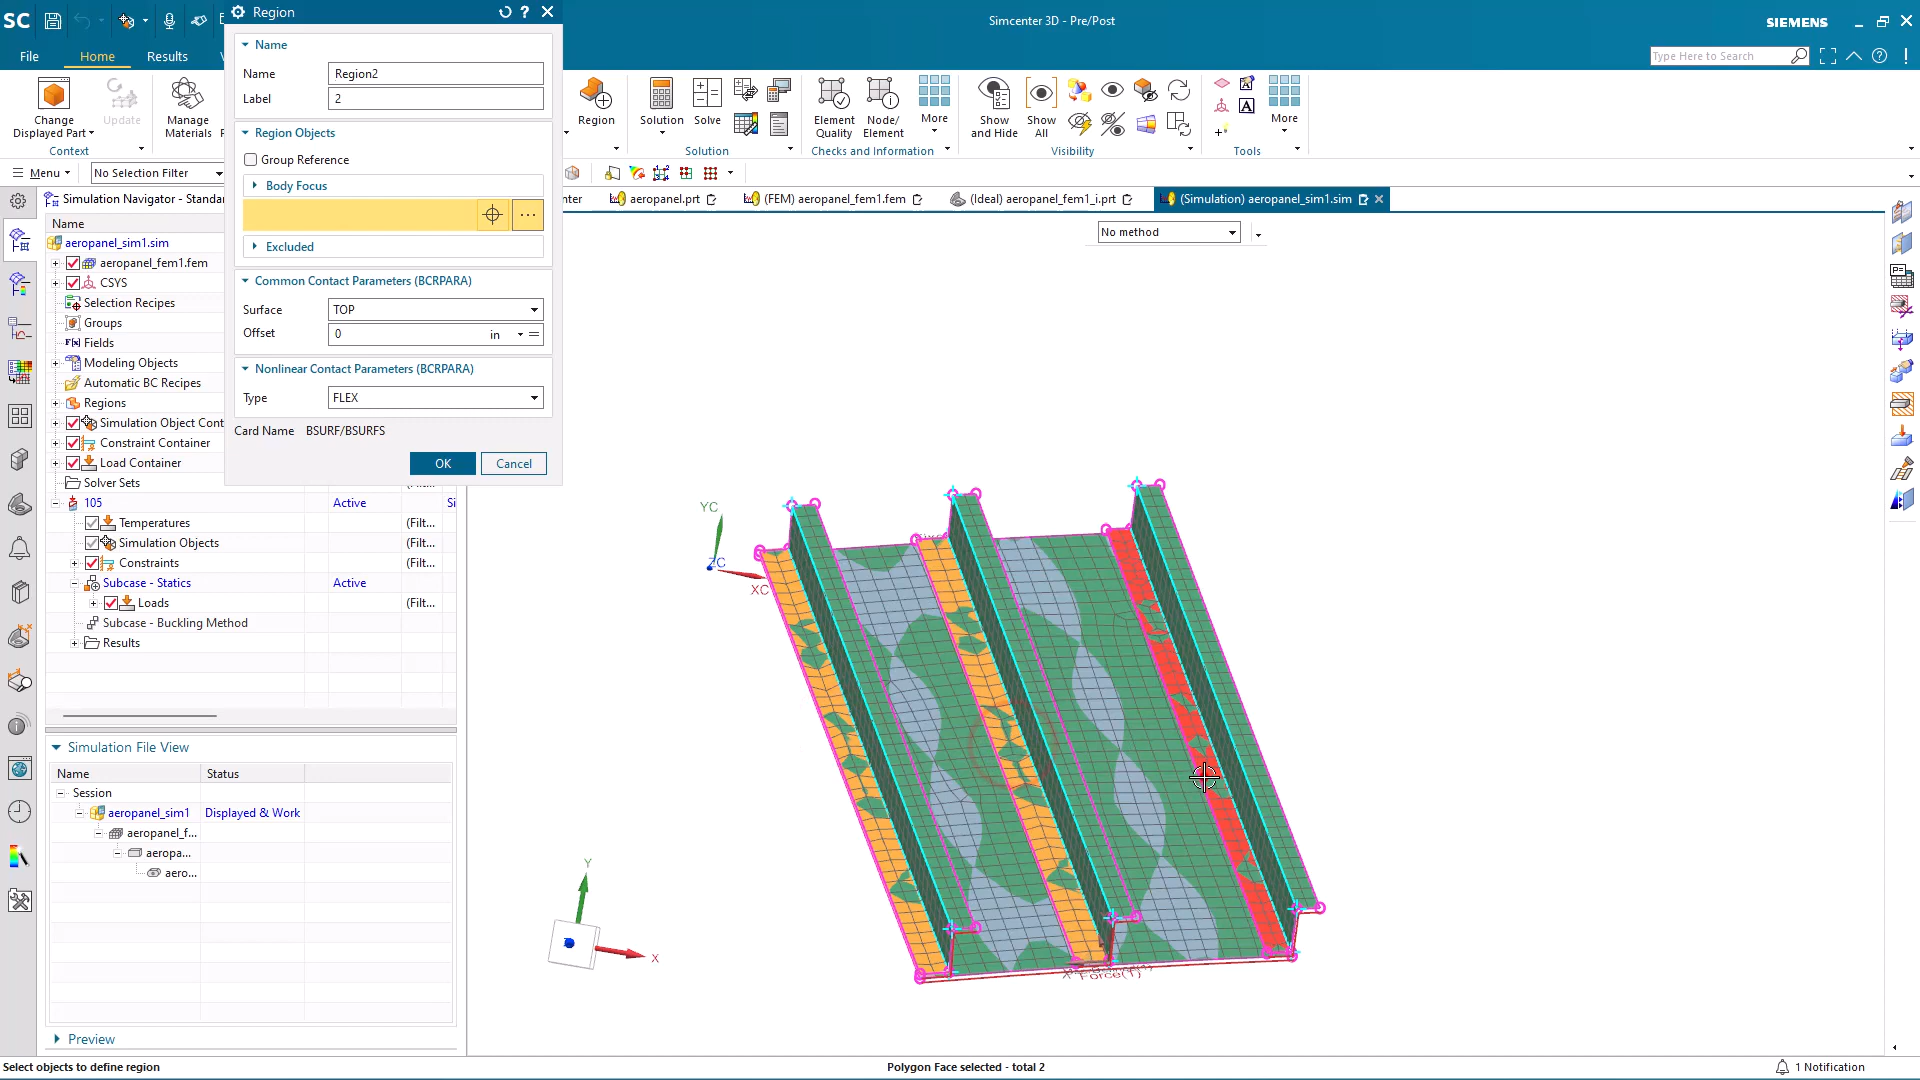 SC
Region
Simcenter 3D - Pre/Post
SIEMENS
File
Home
Results
Type Here to Search
Name
Name
Region2
Label
2
Region Objects
Group Reference
Body Focus
Excluded
Common Contact Parameters (BCRPARA)
Surface
TOP
Offset
0
in
Nonlinear Contact Parameters (BCRPARA)
Type
FLEX
Card Name BSURF/BSURFS
OK
Cancel
Change
Displayed Part
Update
Manage
Materials
Context
Region
Solution
Solve
Solution
Element
Quality
Node/
Element
More
Checks and Information
Show
and Hide
Show
All
Visibility
More
Tools
Menu
No Selection Filter
nter
aeropanel.prt
(FEM) aeropanel_fem1.fem
(Ideal) aeropanel_fem1_i.prt
(Simulation) aeropanel_sim1.sim
No method
Simulation Navigator - Standar
Name
aeropanel_sim1.sim
aeropanel_fem1.fem
CSYS
Selection Recipes
Groups
Fields
Modeling Objects
Automatic BC Recipes
Regions
Simulation Object Cont
Constraint Container
Load Container
Solver Sets
105
Active
Si
Temperatures
(Filt...
Simulation Objects
(Filt...
Constraints
(Filt...
Subcase - Statics
Active
Loads
(Filt...
Subcase - Buckling Method
Results
Simulation File View
Name
Status
Session
aeropanel_sim1
Displayed & Work
aeropanel_f...
aeropa...
aero...
Preview
YC
ZC
XC
Force(1)
Y
X
Select objects to define region
Polygon Face selected - total 2
1 Notification